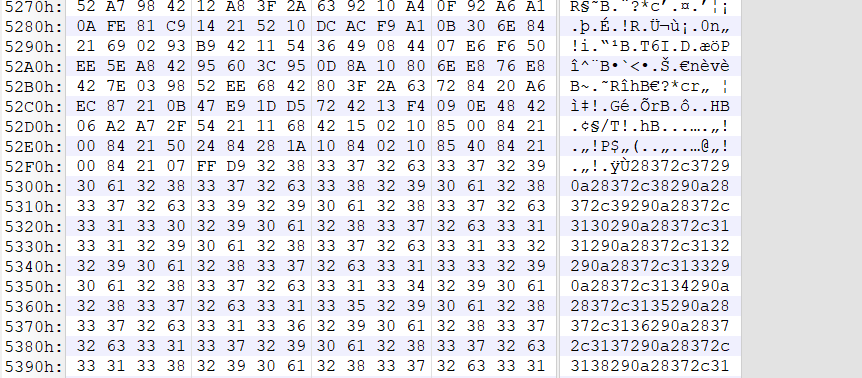 5270h: 52 A7 98 42 12 A8 3F 2A 63 92 10 A4 0F 92 A6 A1 R§˜B.¨?*c’.¤.’¦¡
5280h: 0A FE 81 C9 14 21 52 10 DC AC F9 A1 0B 30 6E 84 .þ.É.!R.Ü¬ù¡.0n„
5290h: 21 69 02 93 B9 42 11 54 36 49 08 44 07 E6 F6 50 !i.“¹B.T6I.D.æöP
52A0h: EE 5E A8 42 95 60 3C 95 0D 8A 10 80 6E E8 76 E8 î^¨B•`<•.Š.€nèvè
52B0h: 42 7E 03 98 52 EE 68 42 80 3F 2A 63 72 84 20 A6 B~.˜RîhB€?*cr„ ¦
52C0h: EC 87 21 0B 47 E9 1D D5 72 42 13 F4 09 0E 48 42 ì‡!.Gé.ÕrB.ô..HB
52D0h: 06 A2 A7 2F 54 21 11 68 42 15 02 10 85 00 84 21 .¢§/T!.hB...….„!
52E0h: 00 84 21 50 24 84 28 1A 10 84 02 10 85 40 84 21 .„!P$„(..„..…@„!
52F0h: 00 84 21 07 FF D9 32 38 33 37 32 63 33 37 32 39 .„!.ÿÙ28372c3729
5300h: 30 61 32 38 33 37 32 63 33 38 32 39 30 61 32 38 0a28372c38290a28
5310h: 33 37 32 63 33 39 32 39 30 61 32 38 33 37 32 63 372c39290a28372c
5320h: 33 31 33 30 32 39 30 61 32 38 33 37 32 63 33 31 3130290a28372c31
5330h: 33 31 32 39 30 61 32 38 33 37 32 63 33 31 33 32 31290a28372c3132
5340h: 32 39 30 61 32 38 33 37 32 63 33 31 33 33 32 39 290a28372c313329
5350h: 30 61 32 38 33 37 32 63 33 31 33 34 32 39 30 61 0a28372c3134290a
5360h: 32 38 33 37 32 63 33 31 33 35 32 39 30 61 32 38 28372c3135290a28
5370h: 33 37 32 63 33 31 33 36 32 39 30 61 32 38 33 37 372c3136290a2837
5380h: 32 63 33 31 33 37 32 39 30 61 32 38 33 37 32 63 2c3137290a28372c
5390h: 33 31 33 38 32 39 30 61 32 38 33 37 32 63 33 31 3138290a28372c31